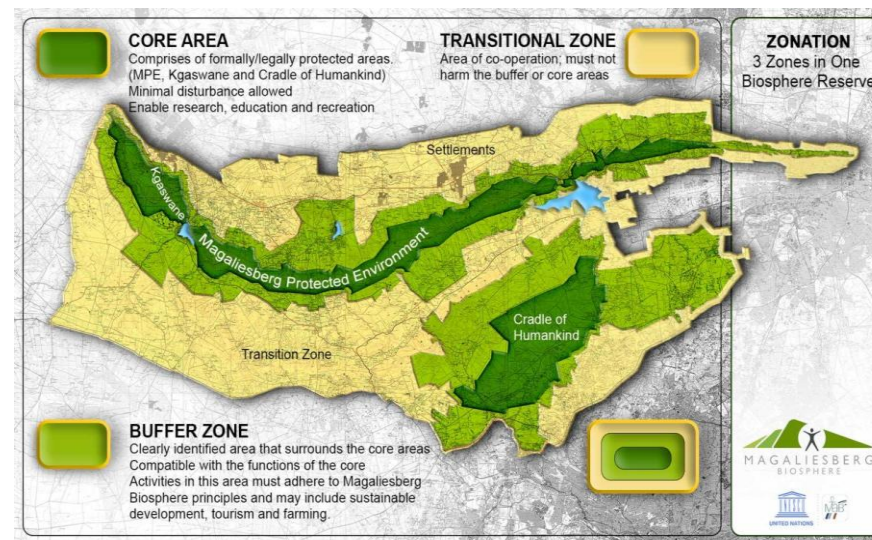 CORE AREA
Comprises of formally/legally protected areas.
(MPE, Kgaswane and Cradle of Humankind)
Minimal disturbance allowed
Enable research, education and recreation
TRANSITIONAL ZONE
Area of co-operation; must not
harm the buffer or core areas
ZONATION
3 Zones in One
Biosphere Reserve
Settlements
Kgaswane
Magaliesberg Protected Environment
Cradle of
Humankind
Transition Zone
BUFFER ZONE
Clearly identified area that surrounds the core areas
Compatible with the functions of the core
Activities in this area must adhere to Magaliesberg
Biosphere principles and may include sustainable
development, tourism and farming.
MAGALIESBERG
BIOSPHERE
UNESCO
UNITED NATIONS
MAB